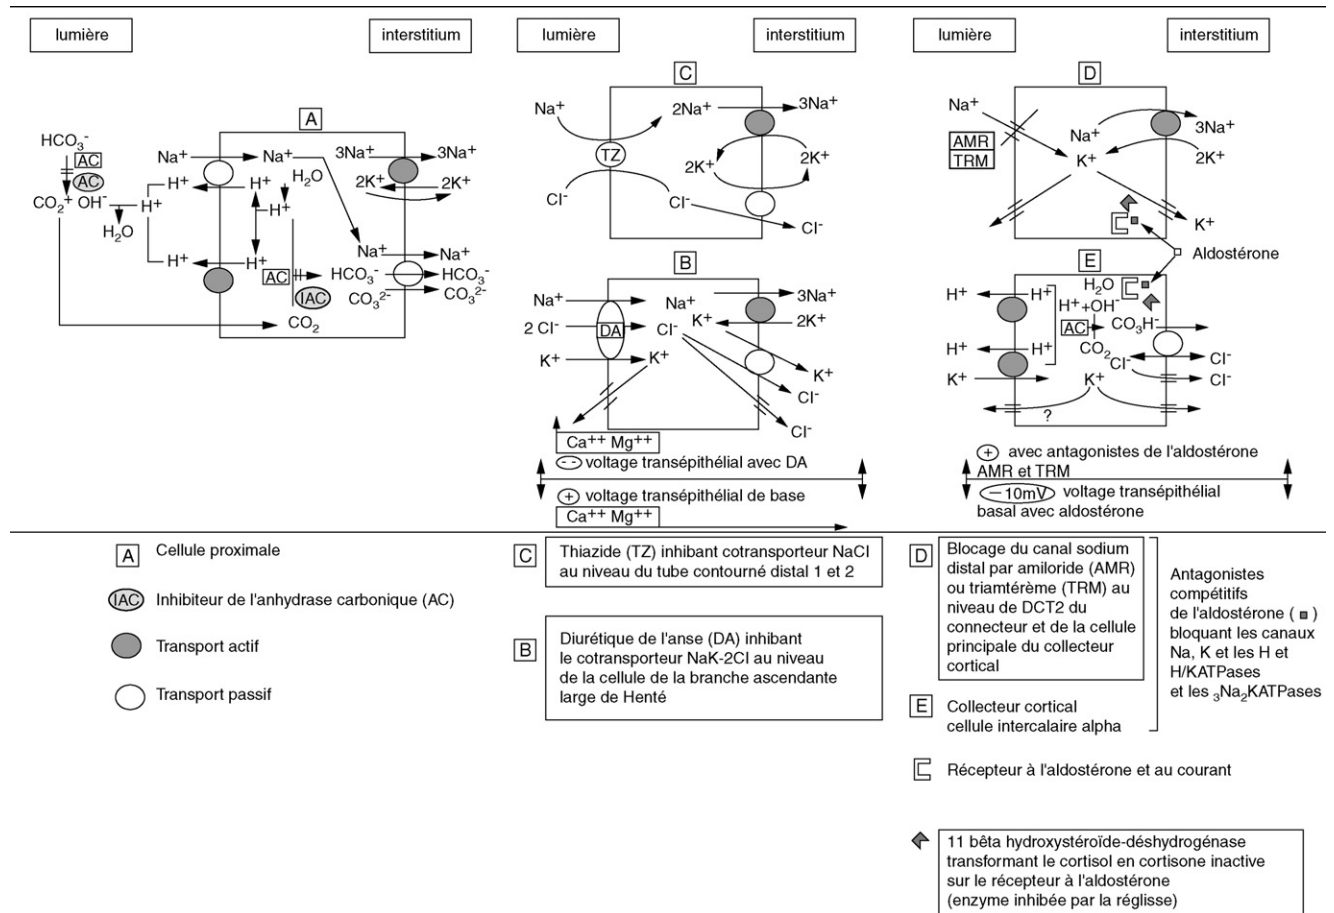 lumière
interstitium
A
HCO₃⁻
AC
AC
CO₂ + OH⁻
H₂O
H⁺
Na⁺
H⁺
H⁺
Na⁺
H⁺
H₂O
H⁺
H⁺
3Na⁺
3Na⁺
2K⁺
2K⁺
Na⁺
Na⁺
AC
HCO₃⁻
HCO₃⁻
IAC
CO₃²⁻
CO₃²⁻
CO₂
lumière
interstitium
C
Na⁺
2Na⁺
3Na⁺
TZ
2K⁺
2K⁺
Cl⁻
Cl⁻
Cl⁻
B
Na⁺
Na⁺
3Na⁺
2 Cl⁻
DA
Cl⁻
K⁺
2K⁺
K⁺
K⁺
K⁺
Cl⁻
Cl⁻
Ca⁺⁺ Mg⁺⁺
-- voltage transépithélial avec DA
+ voltage transépithélial de base
Ca⁺⁺ Mg⁺⁺
lumière
interstitium
D
Na⁺
AMR
TRM
Na⁺
K⁺
3Na⁺
2K⁺
K⁺
Aldostérone
E
H⁺
H⁺
H₂O
H⁺+OH⁻
AC
CO₃H⁻
H⁺
H⁺
CO₂
Cl⁻
Cl⁻
K⁺
K⁺
Cl⁻
?
+ avec antagonistes de l'aldostérone
AMR et TRM
−10mV voltage transépithélial
basal avec aldostérone
A Cellule proximale
IAC Inhibiteur de l'anhydrase carbonique (AC)
Transport actif
Transport passif
C Thiazide (TZ) inhibant cotransporteur NaCl
au niveau du tube contourné distal 1 et 2
B Diurétique de l'anse (DA) inhibant
le cotransporteur NaK-2Cl au niveau
de la cellule de la branche ascendante
large de Henté
D Blocage du canal sodium
distal par amiloride (AMR)
ou triamtérème (TRM) au
niveau de DCT2 du
connecteur et de la cellule
principale du collecteur
cortical
E Collecteur cortical
cellule intercalaire alpha
Antagonistes
compétitifs
de l'aldostérone ( )
bloquant les canaux
Na, K et les H et
H/KATPases
et les ₃Na₂KATPases
Récepteur à l'aldostérone et au courant
11 bêta hydroxystéroïde-déshydrogénase
transformant le cortisol en cortisone inactive
sur le récepteur à l'aldostérone
(enzyme inhibée par la réglisse)